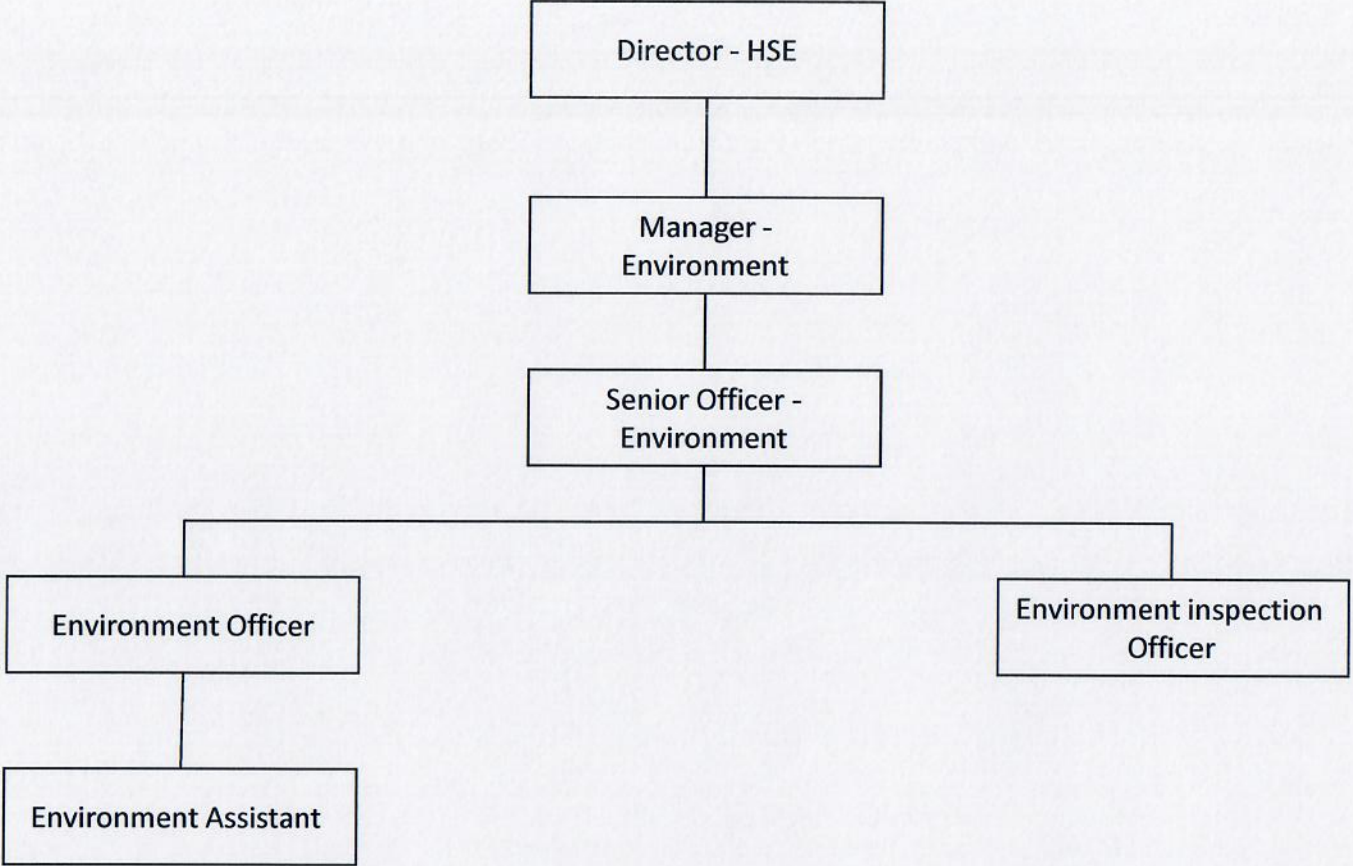 Director - HSE
Manager -
Environment
Senior Officer -
Environment
Environment Officer
Environment inspection
Officer
Environment Assistant